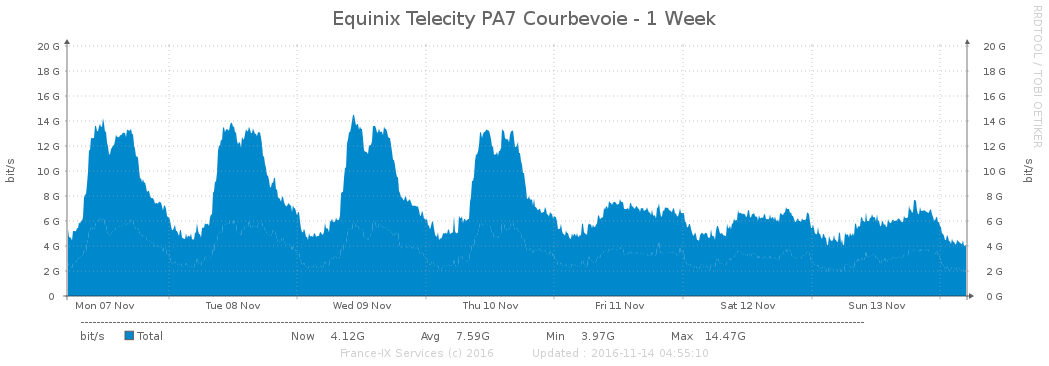 Equinix Telecity PA7 Courbevoie - 1 Week
RRDTOOL / TOBI OETIKER
20 G 20 G
18 G 18 G
16 G 16 G
14 G 14 G
12 G 12 G
10 G 10 G
8 G 8 G
6 G 6 G
4 G 4 G
2 G 2 G
0 0 G
bit/s bit/s
Mon 07 Nov Tue 08 Nov Wed 09 Nov Thu 10 Nov Fri 11 Nov Sat 12 Nov Sun 13 Nov
bit/s Total Now 4.12G Avg 7.59G Min 3.97G Max 14.47G
France-IX Services (c) 2016 Updated : 2016-11-14 04:55:10